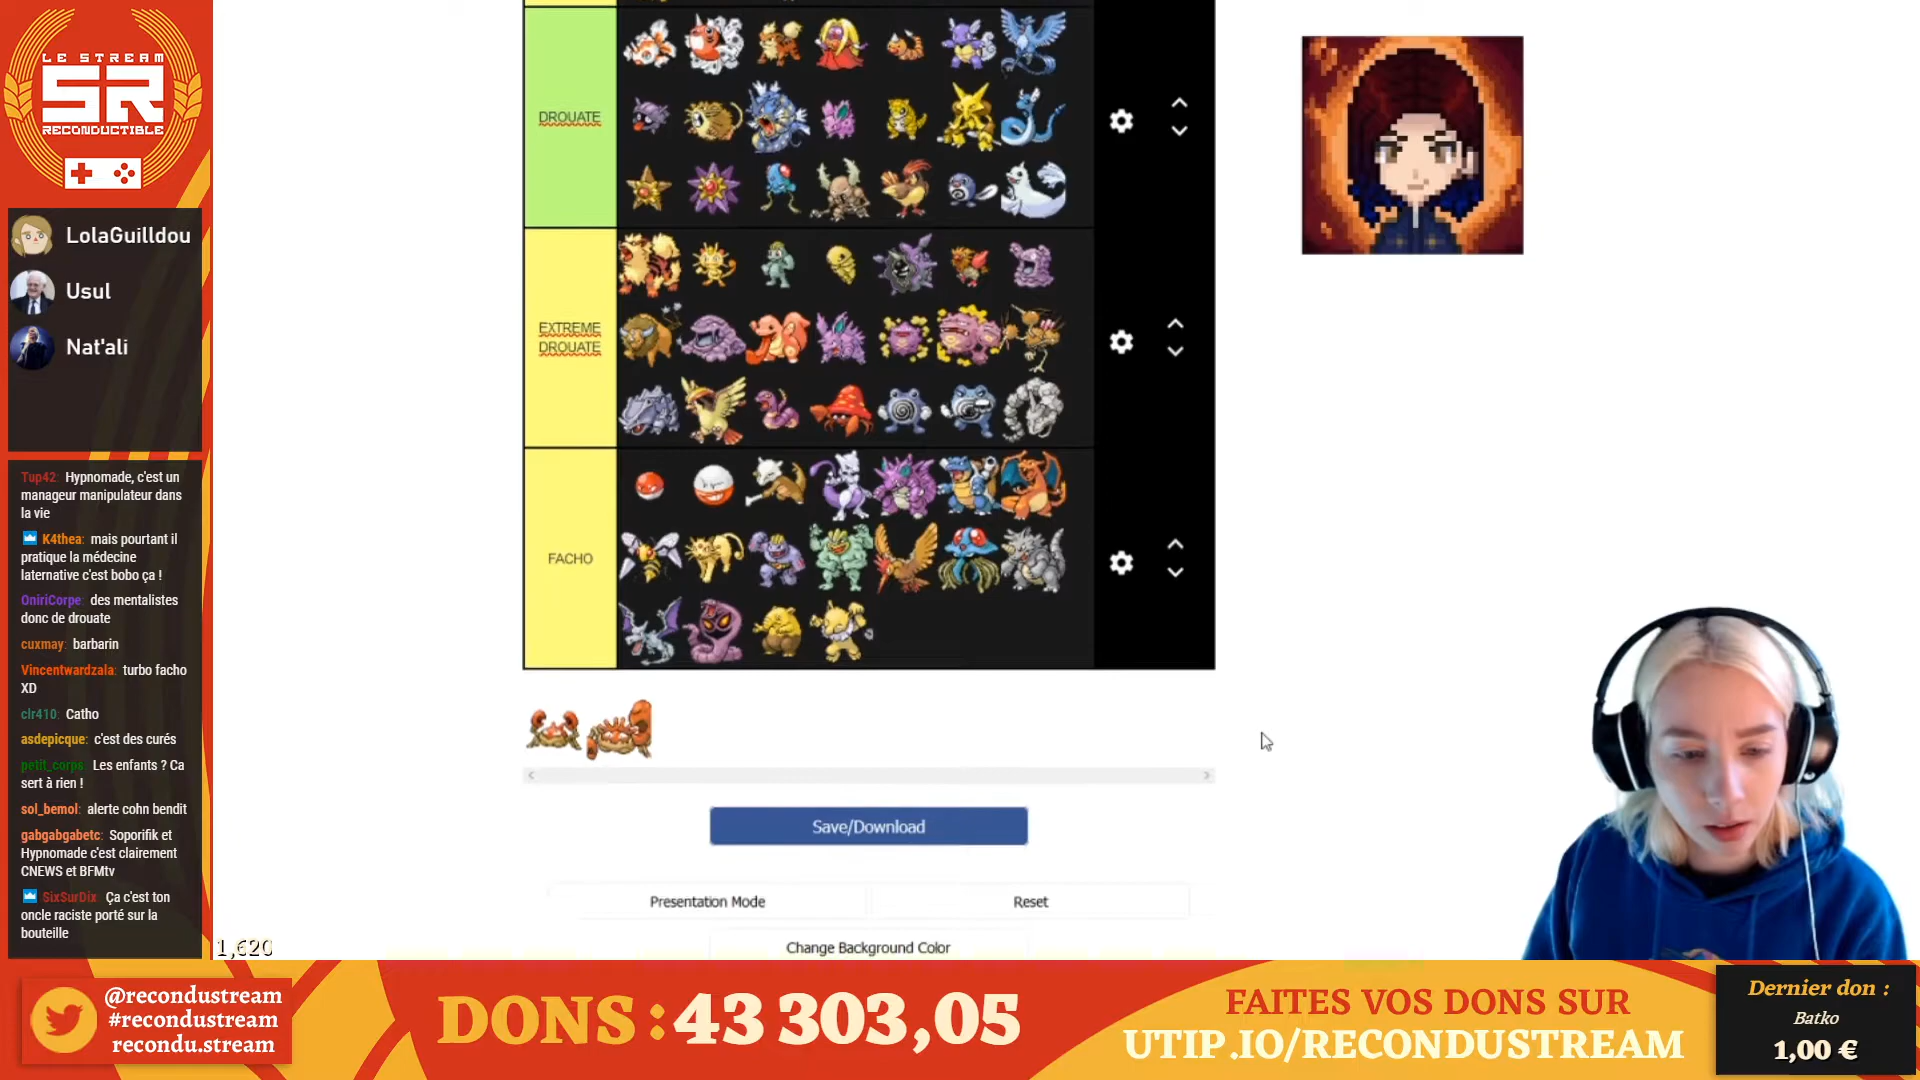 LE STREAM
SR
RECONDUCTIBLE
LolaGuilldou
Usul
Nat'ali
Tup42: Hypnomade, c'est un
manageur manipulateur dans
la vie
K4thea: mais pourtant il
pratique la médecine
laternative c'est bobo ça !
OniriCorpe: des mentalistes
donc de drouate
cuxmay: barbarin
Vincentwardzala: turbo facho
XD
clr410: Catho
asdepicque: c'est des curés
petit_corps: Les enfants ? Ca
sert à rien !
sol_bemol: alerte cohn bendit
gabgabgabetc: Soporifik et
Hypnomade c'est clairement
CNEWS et BFMtv
SixSurDix: Ça c'est ton
oncle raciste porté sur la
bouteille
1,620
DROUATE
EXTREME
DROUATE
FACHO
Save/Download
Presentation Mode
Reset
Change Background Color
@recondustream
#recondustream
recondu.stream
DONS : 43 303,05
FAITES VOS DONS SUR
UTIP.IO/RECONDUSTREAM
Dernier don :
Batko
1,00 €